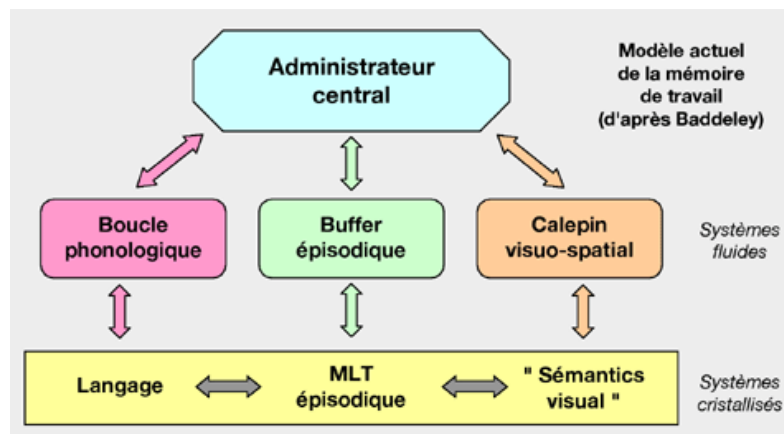 Administrateur
central
Modèle actuel
de la mémoire
de travail
(d'après Baddeley)
Boucle
phonologique
Buffer
épisodique
Calepin
visuo-spatial
Systèmes
fluides
Langage
MLT
épisodique
" Sémantics
visual "
Systèmes
cristallisés